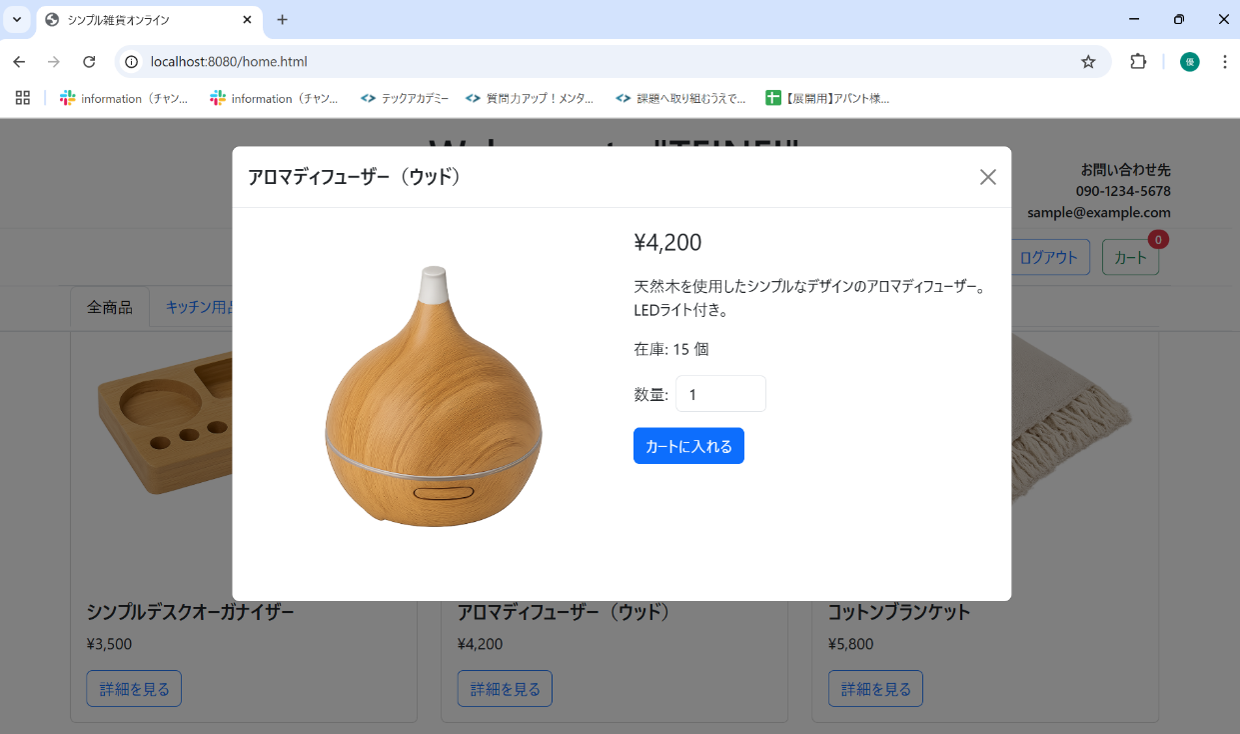 シンプル雑貨オンライン
localhost:8080/home.html
優
information（チャン...
information（チャン...
テックアカデミー
質問力アップ！メンタ...
課題へ取り組むうえで...
【展開用】アバント様...
お問い合わせ先
090-1234-5678
sample@example.com
ログアウト
カート
0
全商品
キッチン用品
アロマディフューザー（ウッド）
¥4,200
天然木を使用したシンプルなデザインのアロマディフューザー。
LEDライト付き。
在庫: 15 個
数量: 1
カートに入れる
シンプルデスクオーガナイザー
¥3,500
詳細を見る
アロマディフューザー（ウッド）
¥4,200
詳細を見る
コットンブランケット
¥5,800
詳細を見る